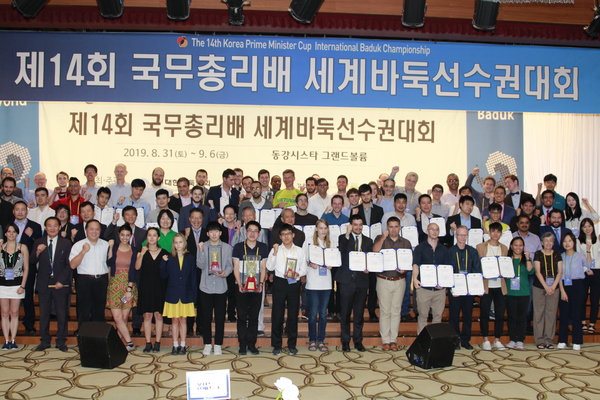 The 14th Korea Prime Minister Cup International Baduk Championship
제14회 국무총리배 세계바둑선수권대회
제14회 국무총리배 세계바둑선수권대회
Baduk
2019. 8. 31(토) ~ 9. 6(금) 동강시스타 그랜드볼륨